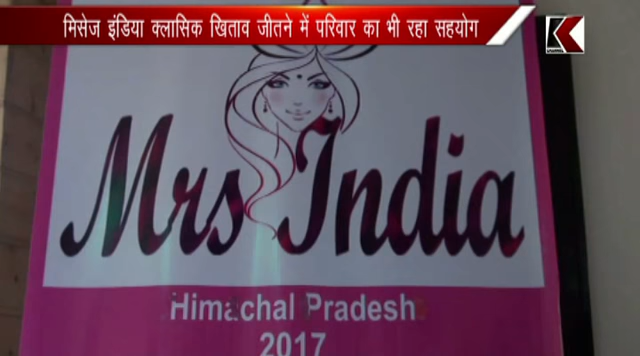 मिसेज इंडिया क्लासिक खिताव जीतने में परिवार का भी रहा सहयोग
K
Mrs India
Himachal Pradesh
2017